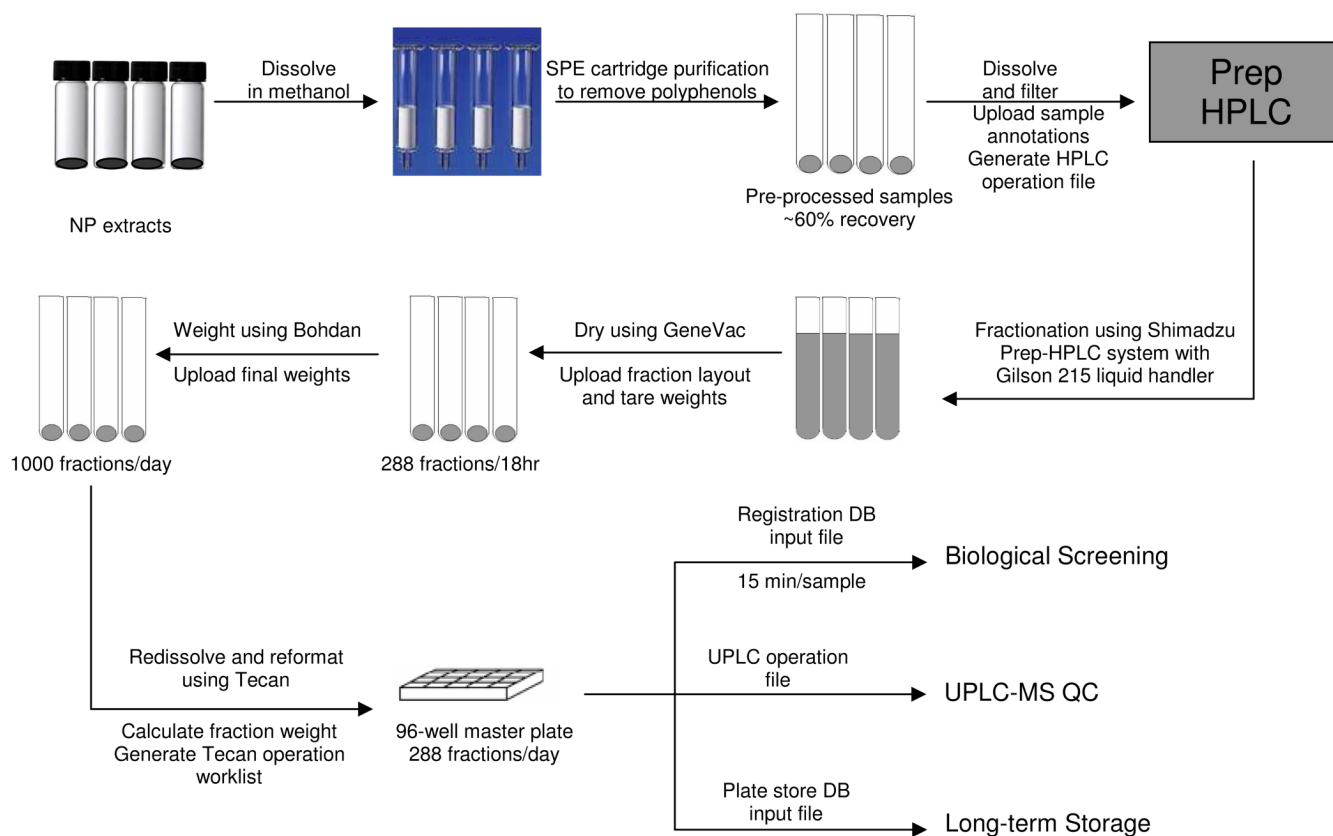 Dissolve
in methanol
SPE cartridge purification
to remove polyphenols
Dissolve
and filter
Upload sample
annotations
Generate HPLC
operation file
Prep
HPLC
NP extracts
Pre-processed samples
~60% recovery
Fractionation using Shimadzu
Prep-HPLC system with
Gilson 215 liquid handler
Dry using GeneVac
Upload fraction layout
and tare weights
Weight using Bohdan
Upload final weights
1000 fractions/day
288 fractions/18hr
Redissolve and reformat
using Tecan
Calculate fraction weight
Generate Tecan operation
worklist
96-well master plate
288 fractions/day
Registration DB
input file
15 min/sample
Biological Screening
UPLC operation
file
UPLC-MS QC
Plate store DB
input file
Long-term Storage